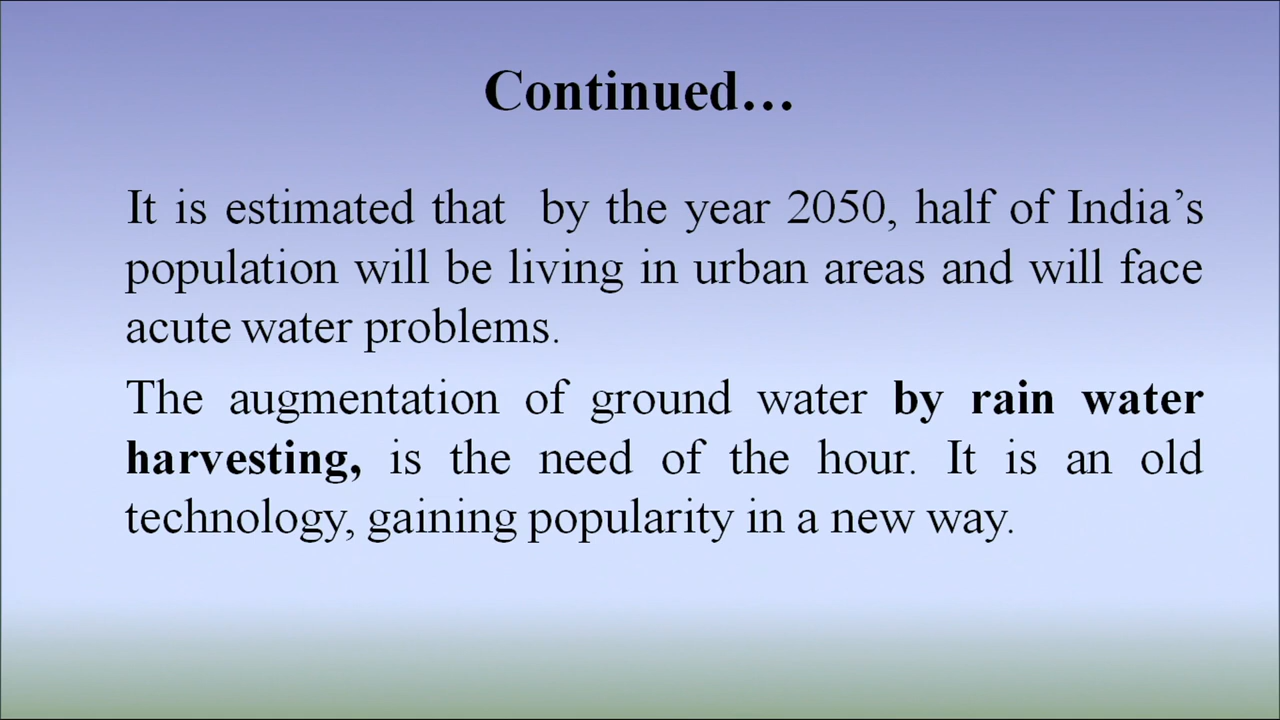 Continued…
It is estimated that by the year 2050, half of India’s
population will be living in urban areas and will face
acute water problems.
The augmentation of ground water by rain water
harvesting, is the need of the hour. It is an old
technology, gaining popularity in a new way.